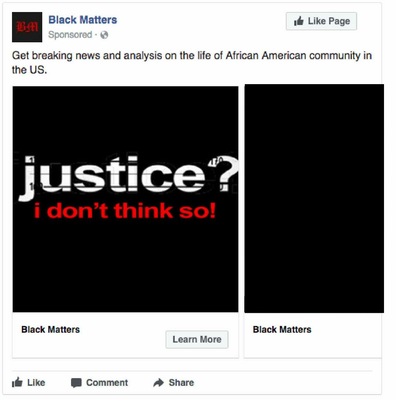 BM
Black Matters
Like Page
Sponsored ·
Get breaking news and analysis on the life of African American community in
the US.
justice?
i don't think so!
Black Matters
Learn More
Black Matters
Like
Comment
Share